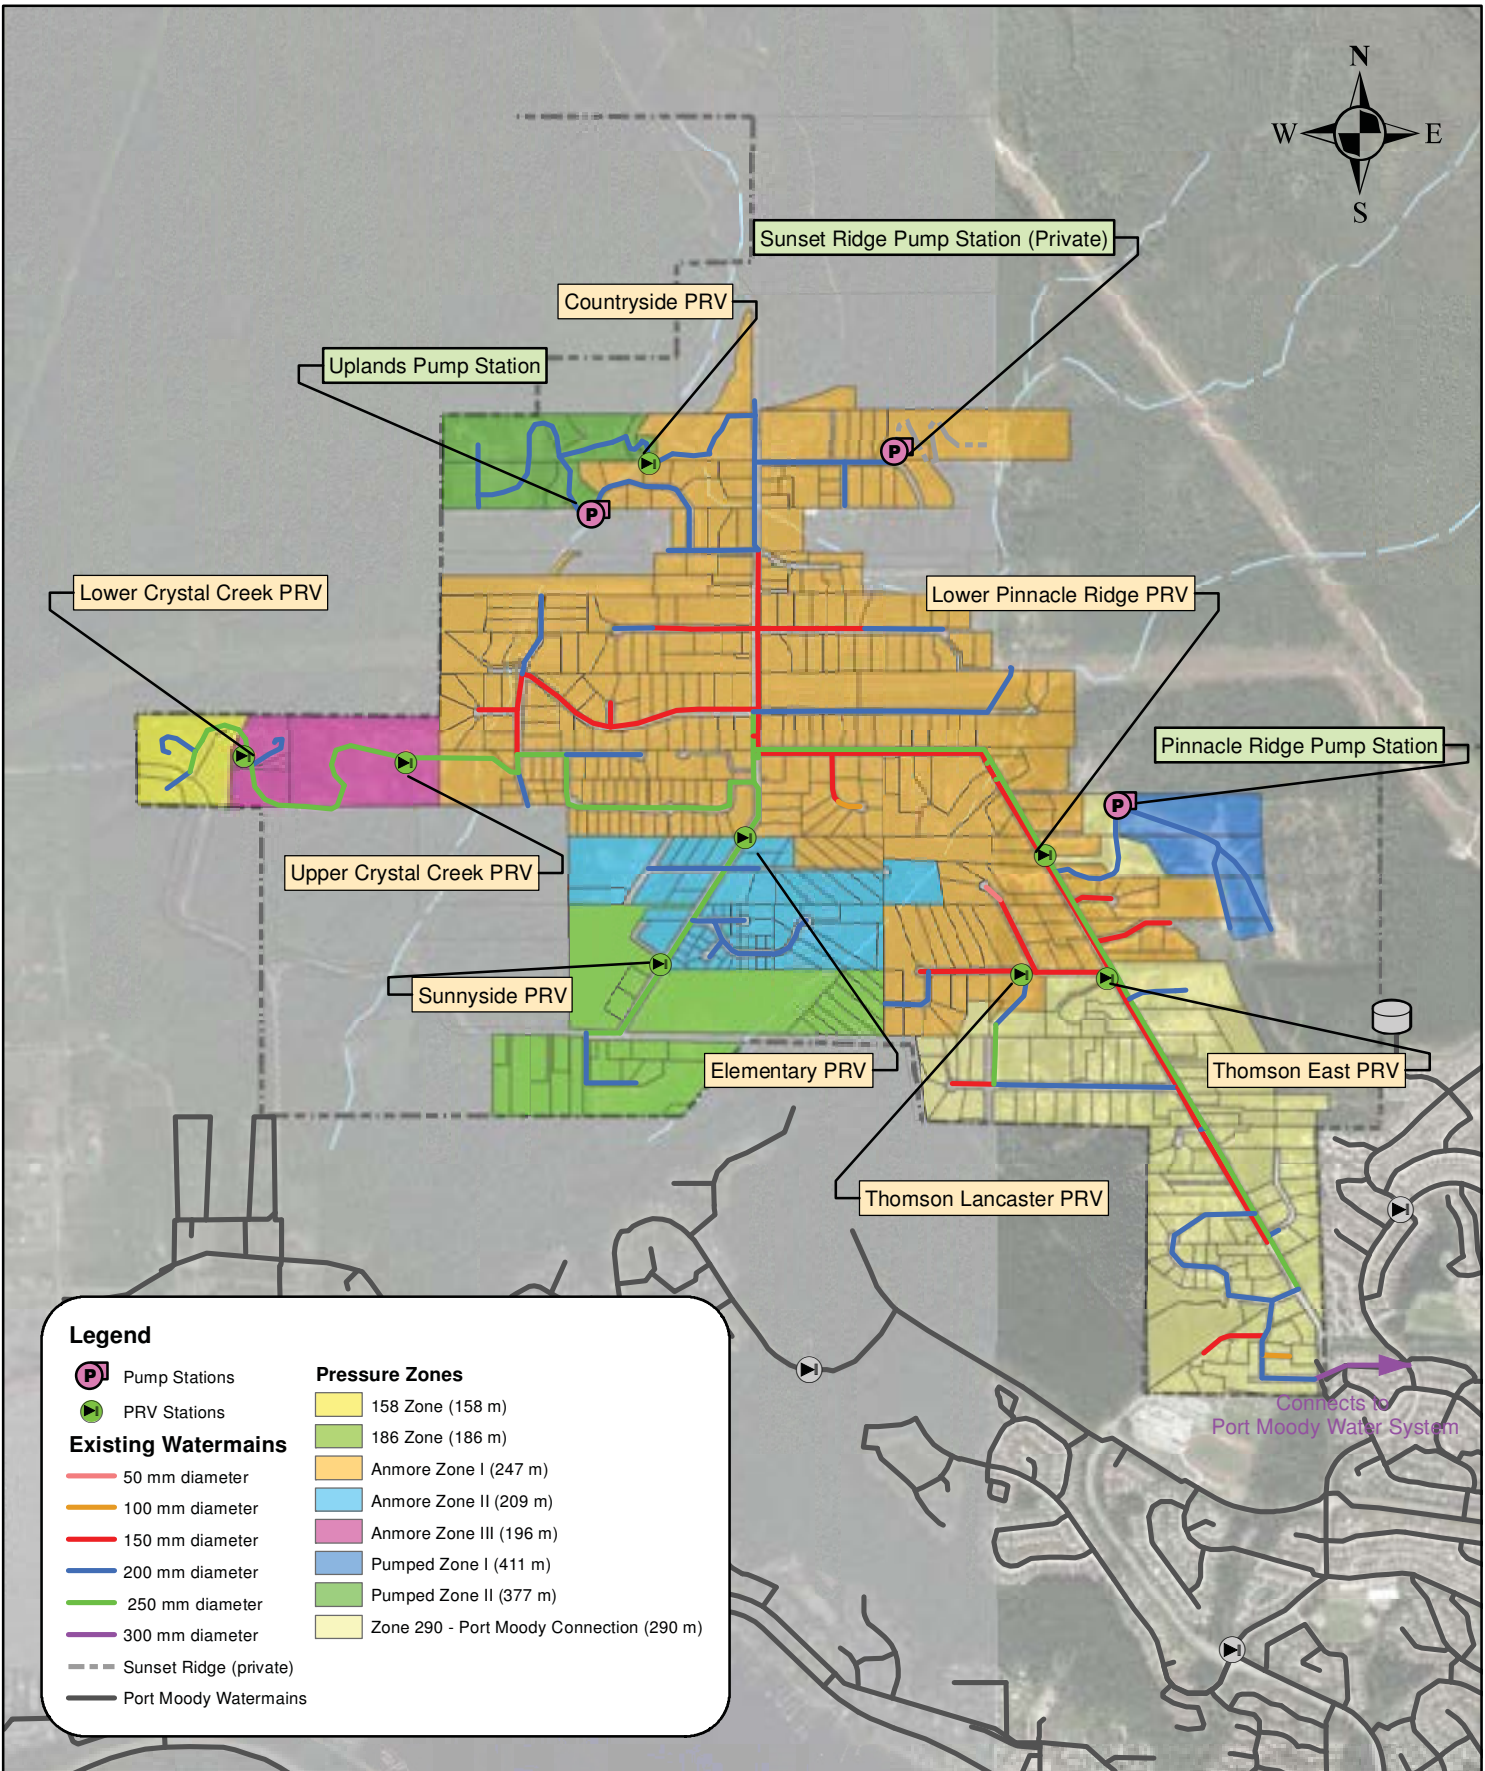 N
W
E
S
Sunset Ridge Pump Station (Private)
Countryside PRV
Uplands Pump Station
P
P
Lower Crystal Creek PRV
Lower Pinnacle Ridge PRV
Pinnacle Ridge Pump Station
P
Upper Crystal Creek PRV
Sunnyside PRV
Elementary PRV
Thomson East PRV
Thomson Lancaster PRV
Connects to
Port Moody Water System
Legend
P Pump Stations
PRV Stations
Existing Watermains
50 mm diameter
100 mm diameter
150 mm diameter
200 mm diameter
250 mm diameter
300 mm diameter
Sunset Ridge (private)
Port Moody Watermains
Pressure Zones
158 Zone (158 m)
186 Zone (186 m)
Anmore Zone I (247 m)
Anmore Zone II (209 m)
Anmore Zone III (196 m)
Pumped Zone I (411 m)
Pumped Zone II (377 m)
Zone 290 - Port Moody Connection (290 m)